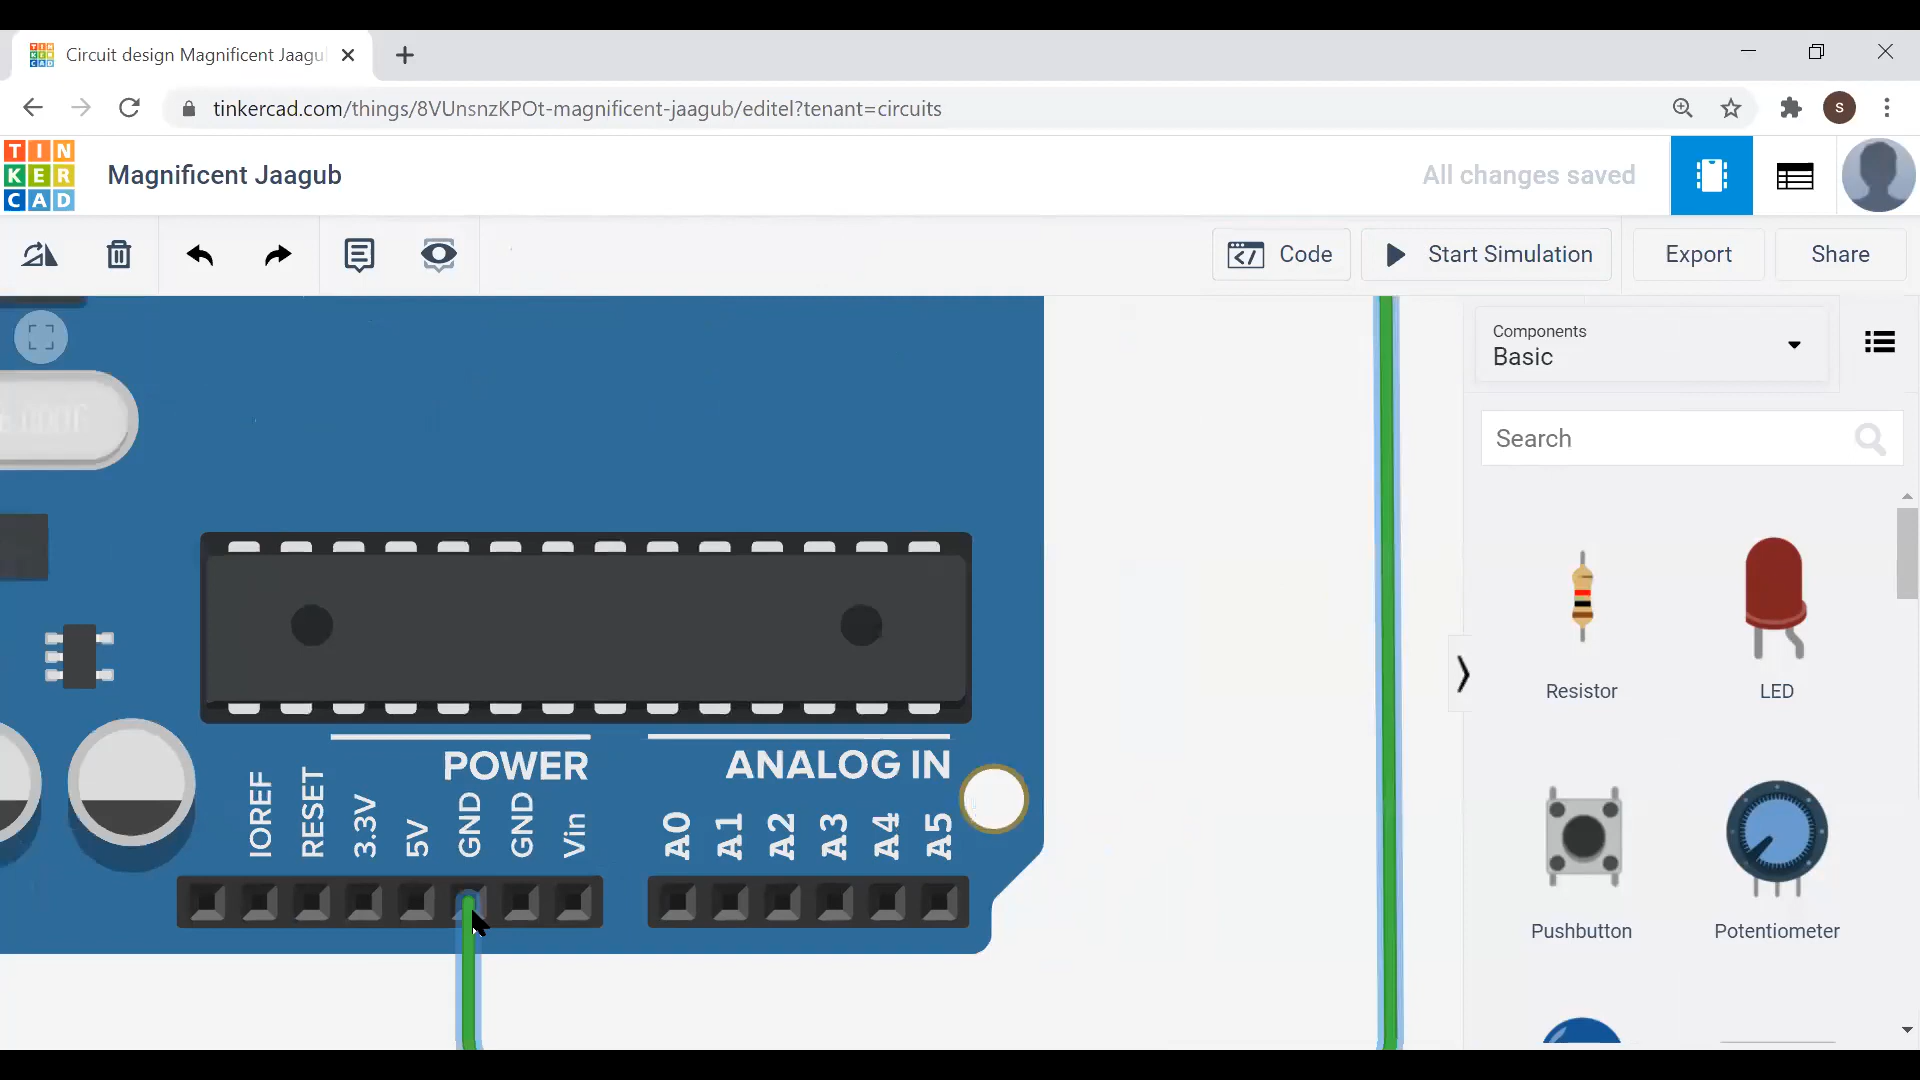 Circuit design Magnificent Jaagu
tinkercad.com/things/8VUnsnzKPOt-magnificent-jaagub/editel?tenant=circuits
S
TIN
KER
CAD
Magnificent Jaagub
All changes saved
Code
Start Simulation
Export
Share
Components
Basic
Search
Resistor
LED
Pushbutton
Potentiometer
POWER
ANALOG IN
IOREF
RESET
3.3V
5V
GND
GND
Vin
A0
A1
A2
A3
A4
A5